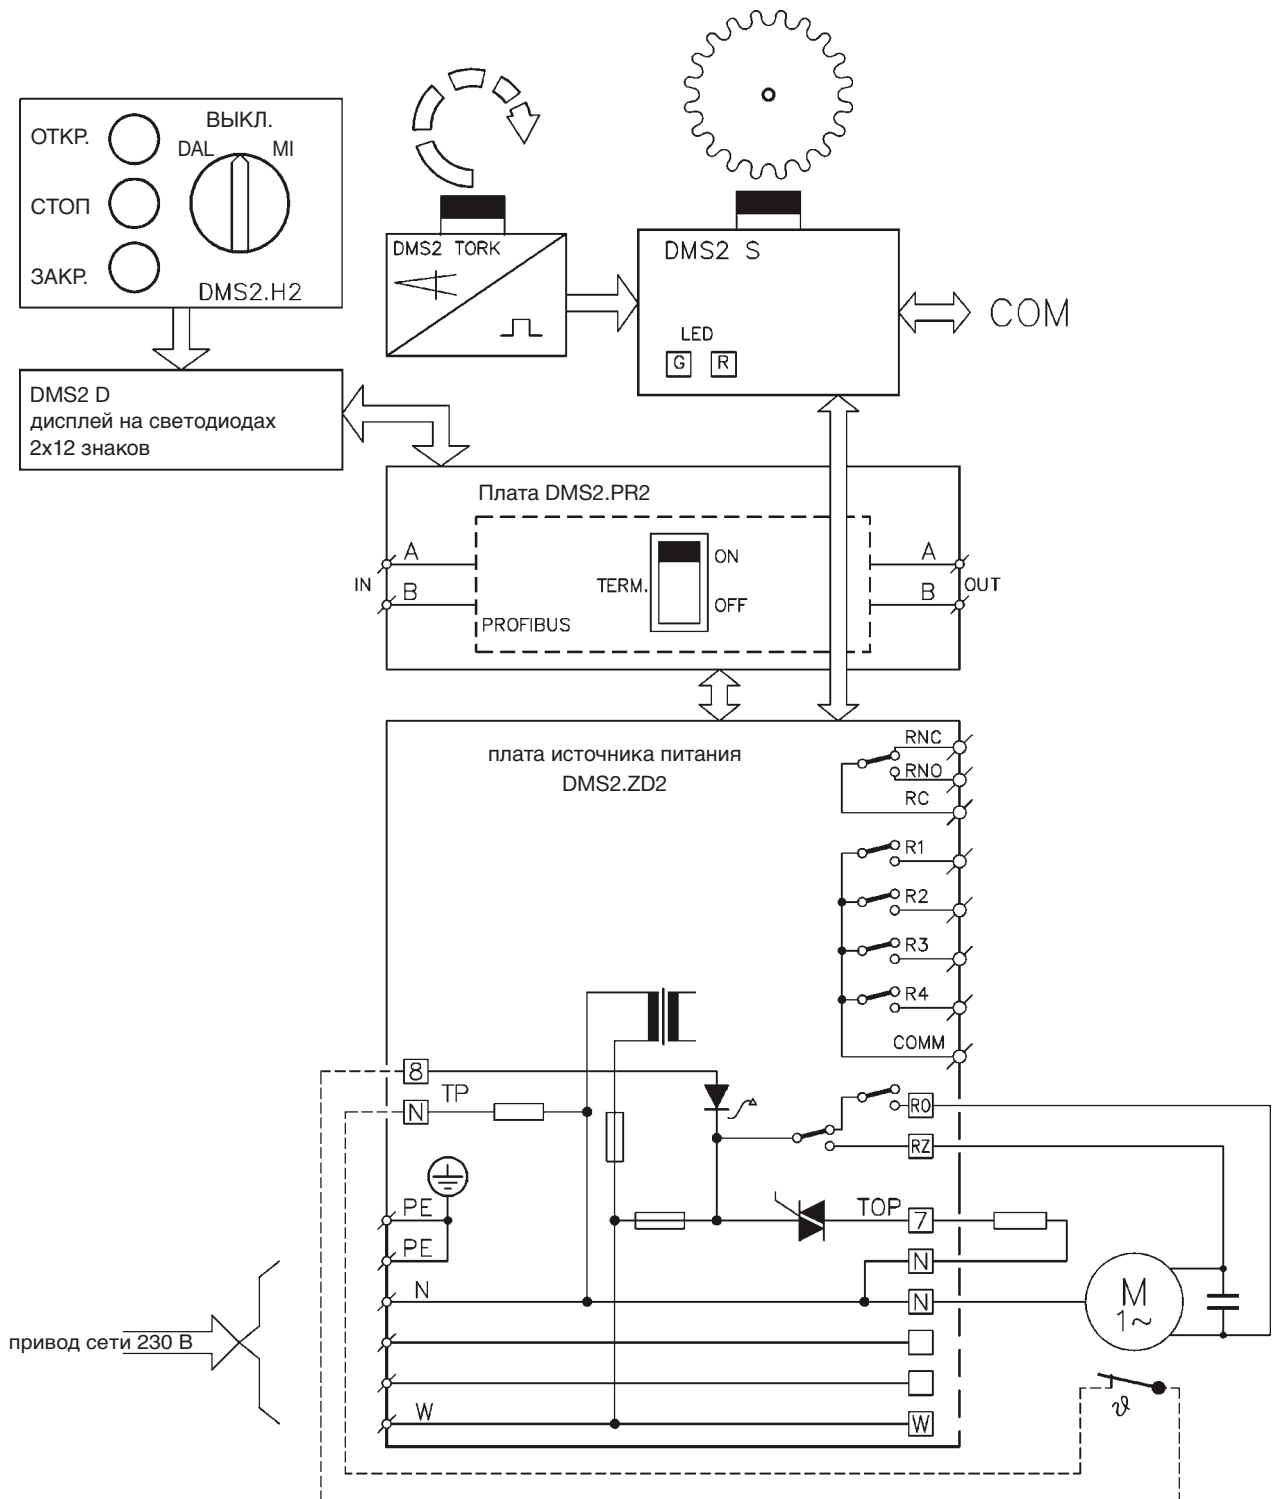 ВЫКЛ.
ОТКР.
DAL
MI
СТОП
ЗАКР.
DMS2.H2
DMS2 TORK
DMS2 S
LED
G R
COM
DMS2 D
дисплей на светодиодах
2x12 знаков
Плата DMS2.PR2
A
A
ON
IN
TERM.
OUT
B
B
OFF
PROFIBUS
плата источника питания
DMS2.ZD2
RNC
RNO
RC
R1
R2
R3
R4
COMM
8
TP
N
RO
RZ
PE
TOP
7
PE
N
N
N
M
1~
привод сети 230 В
W
W
ϑ